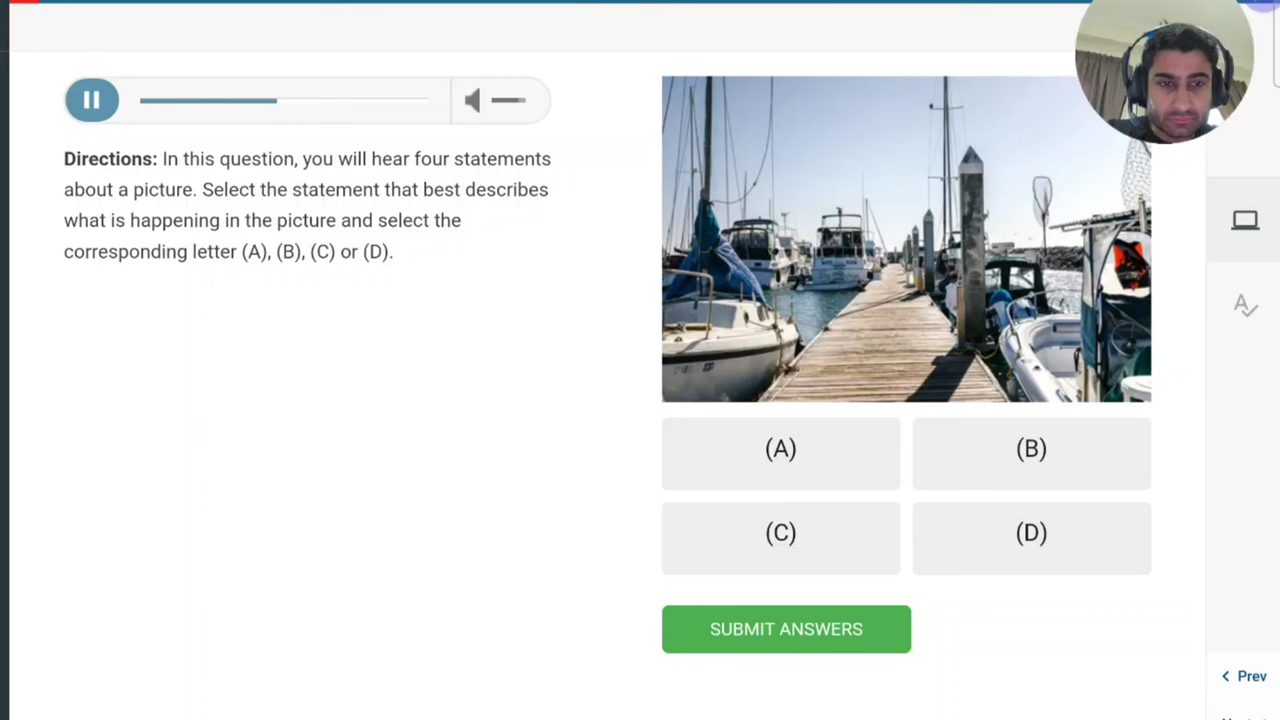 Directions: In this question, you will hear four statements
about a picture. Select the statement that best describes
what is happening in the picture and select the
corresponding letter (A), (B), (C) or (D).
(A)
(B)
(C)
(D)
SUBMIT ANSWERS
Prev